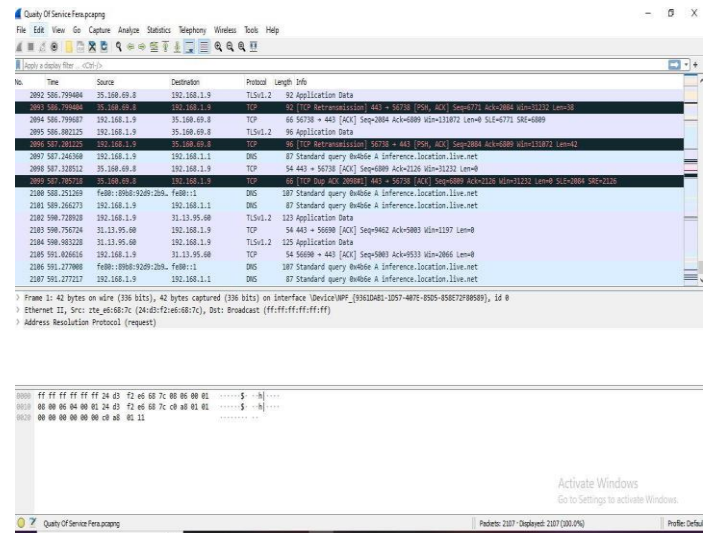 Quaity Of Service Fera.pcapng
File Edit View Go Capture Analyze Statistics Telephony Wireless Tools Help
Apply a display filter ... <Ctrl-/>
No. Time Source Destination Protocol Length Info
2092 586.799404 35.160.69.8 192.168.1.9 TLSv1.2 92 Application Data
2093 586.799404 35.160.69.8 192.168.1.9 TCP 92 [TCP Retransmission] 443 → 56738 [PSH, ACK] Seq=6771 Ack=2084 Win=31232 Len=38
2094 586.799687 192.168.1.9 35.160.69.8 TCP 66 56738 → 443 [ACK] Seq=2084 Ack=6809 Win=131072 Len=0 SLE=6771 SRE=6809
2095 586.802125 192.168.1.9 35.160.69.8 TLSv1.2 96 Application Data
2096 587.201225 192.168.1.9 35.160.69.8 TCP 96 [TCP Retransmission] 56738 → 443 [PSH, ACK] Seq=2084 Ack=6809 Win=131072 Len=42
2097 587.246360 192.168.1.9 192.168.1.1 DNS 87 Standard query 0x4b6e A inference.location.live.net
2098 587.328512 35.160.69.8 192.168.1.9 TCP 54 443 → 56738 [ACK] Seq=6809 Ack=2126 Win=31232 Len=0
2099 587.705718 35.160.69.8 192.168.1.9 TCP 66 [TCP Dup ACK 2098#1] 443 → 56738 [ACK] Seq=6809 Ack=2126 Win=31232 Len=0 SLE=2084 SRE=2126
2100 588.251269 fe80::89b8:92d9:2b9… fe80::1 DNS 107 Standard query 0x4b6e A inference.location.live.net
2101 589.266273 192.168.1.9 192.168.1.1 DNS 87 Standard query 0x4b6e A inference.location.live.net
2102 590.728928 192.168.1.9 31.13.95.60 TLSv1.2 123 Application Data
2103 590.756724 31.13.95.60 192.168.1.9 TCP 54 443 → 56690 [ACK] Seq=9462 Ack=5003 Win=1197 Len=0
2104 590.983228 31.13.95.60 192.168.1.9 TLSv1.2 125 Application Data
2105 591.026616 192.168.1.9 31.13.95.60 TCP 54 56690 → 443 [ACK] Seq=5003 Ack=9533 Win=2066 Len=0
2106 591.277008 fe80::89b8:92d9:2b9… fe80::1 DNS 107 Standard query 0x4b6e A inference.location.live.net
2107 591.277217 192.168.1.9 192.168.1.1 DNS 87 Standard query 0x4b6e A inference.location.live.net
> Frame 1: 42 bytes on wire (336 bits), 42 bytes captured (336 bits) on interface \Device\NPF_{9361DAB1-1D57-407E-85D5-858E72F80589}, id 0
> Ethernet II, Src: zte_e6:68:7c (24:d3:f2:e6:68:7c), Dst: Broadcast (ff:ff:ff:ff:ff:ff)
> Address Resolution Protocol (request)
0000 ff ff ff ff ff ff 24 d3 f2 e6 68 7c 08 06 00 01 ······$· ··h|····
0010 08 00 06 04 00 01 24 d3 f2 e6 68 7c c0 a8 01 01 ······$· ··h|····
0020 00 00 00 00 00 00 c0 a8 01 11 ········ ··
Activate Windows
Go to Settings to activate Windows.
Quaity Of Service Fera.pcapng Packets: 2107 · Displayed: 2107 (100.0%) Profile: Defaul